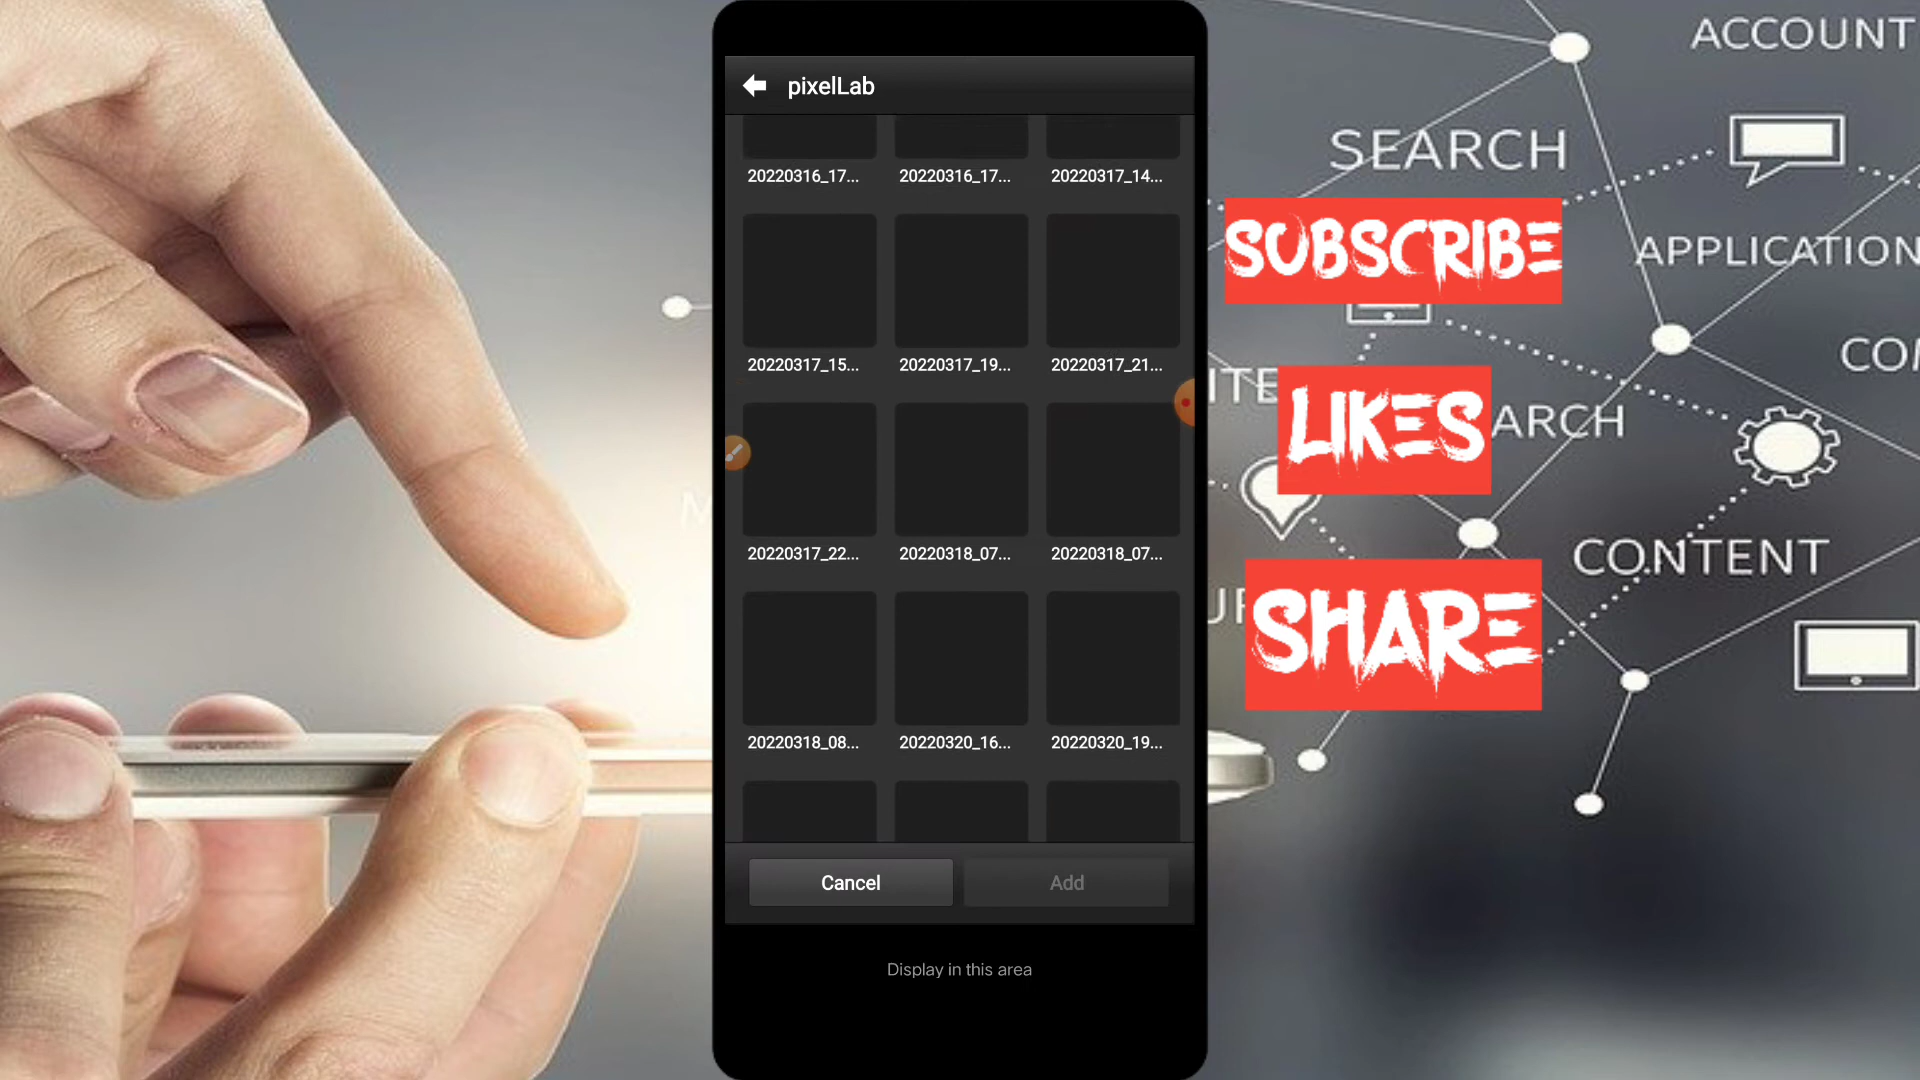 pixelLab
20220316_17... 20220316_17... 20220317_14...
20220317_15... 20220317_19... 20220317_21...
20220317_22... 20220318_07... 20220318_07...
20220318_08... 20220320_16... 20220320_19...
Cancel Add
Display in this area
ACCOUNT
SEARCH
SUBSCRIBE
APPLICATION
LIKES
ARCH
CONTENT
SHARE